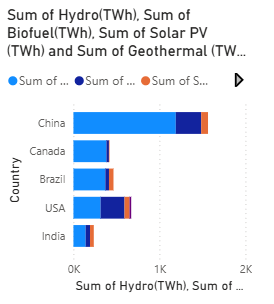 Sum of Hydro(TWh), Sum of
Biofuel(TWh), Sum of Solar PV
(TWh) and Sum of Geothermal (TW...
Sum of ... Sum of ... Sum of S...
China
Canada
Brazil
USA
India
Country
0K 1K 2K
Sum of Hydro(TWh), Sum of ...